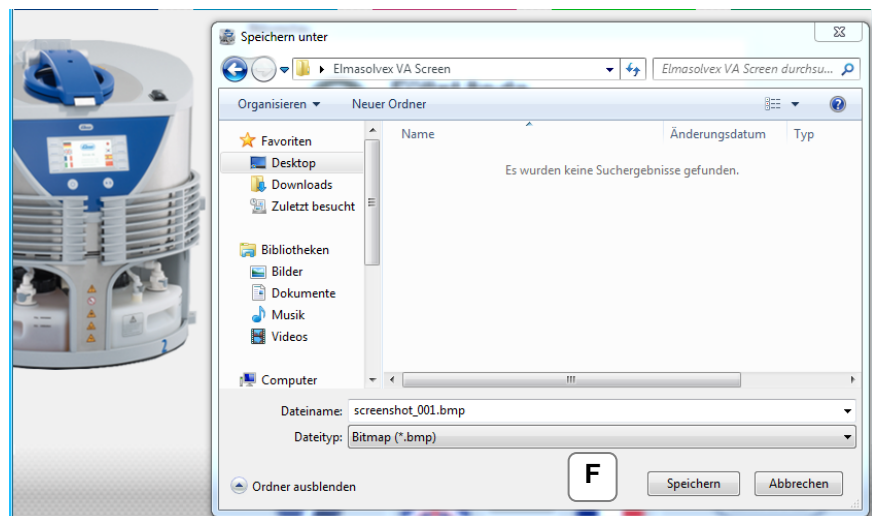 Speichern unter
Elmasolvex VA Screen
Elmasolvex VA Screen durchsu...
Organisieren
Neuer Ordner
Name
Änderungsdatum
Typ
Es wurden keine Suchergebnisse gefunden.
Favoriten
Desktop
Downloads
Zuletzt besucht
Bibliotheken
Bilder
Dokumente
Musik
Videos
Computer
Dateiname:
screenshot_001.bmp
Dateityp:
Bitmap (*.bmp)
Ordner ausblenden
F
Speichern
Abbrechen
2